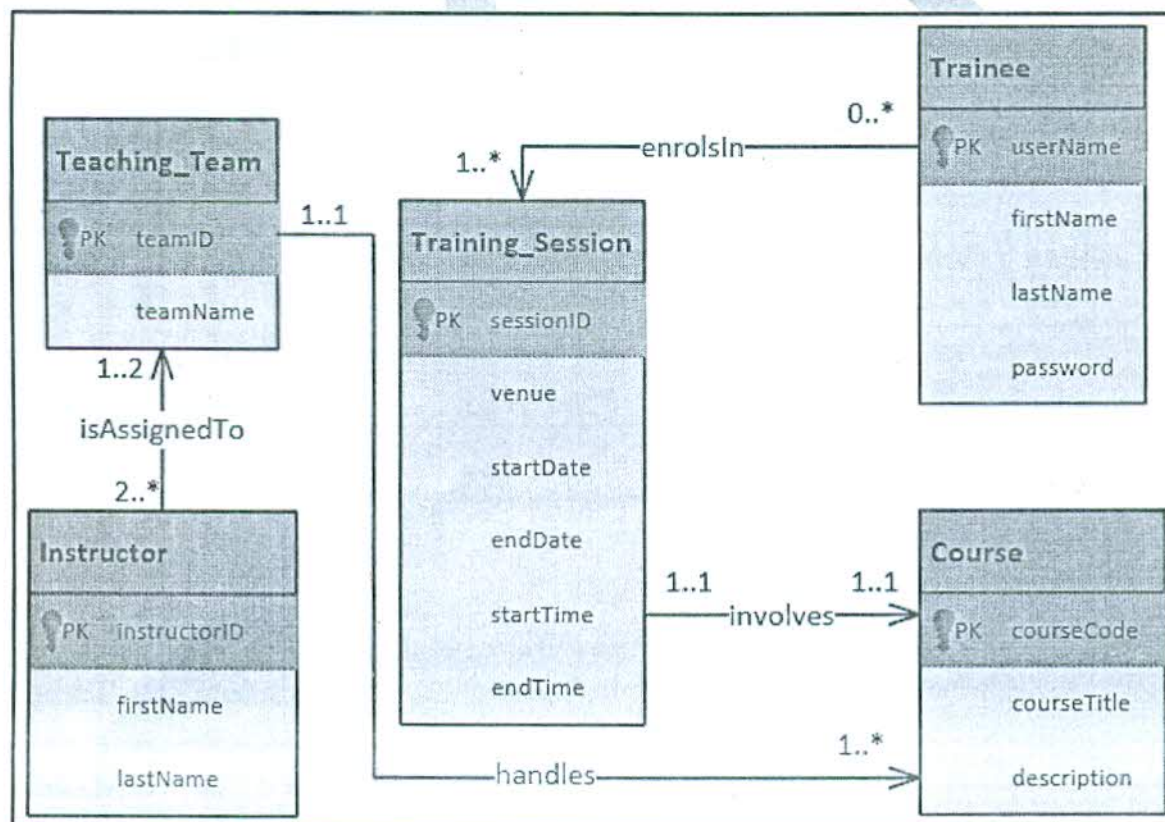 Trainee
PK userName
firstName
lastName
password
0..*
enrolsIn
1..*
Teaching_Team
PK teamID
teamName
1..1
1..2
isAssignedTo
2..*
Training_Session
PK sessionID
venue
startDate
endDate
startTime
endTime
Instructor
PK instructorID
firstName
lastName
1..1
involves
1..1
Course
PK courseCode
courseTitle
description
handles
1..*